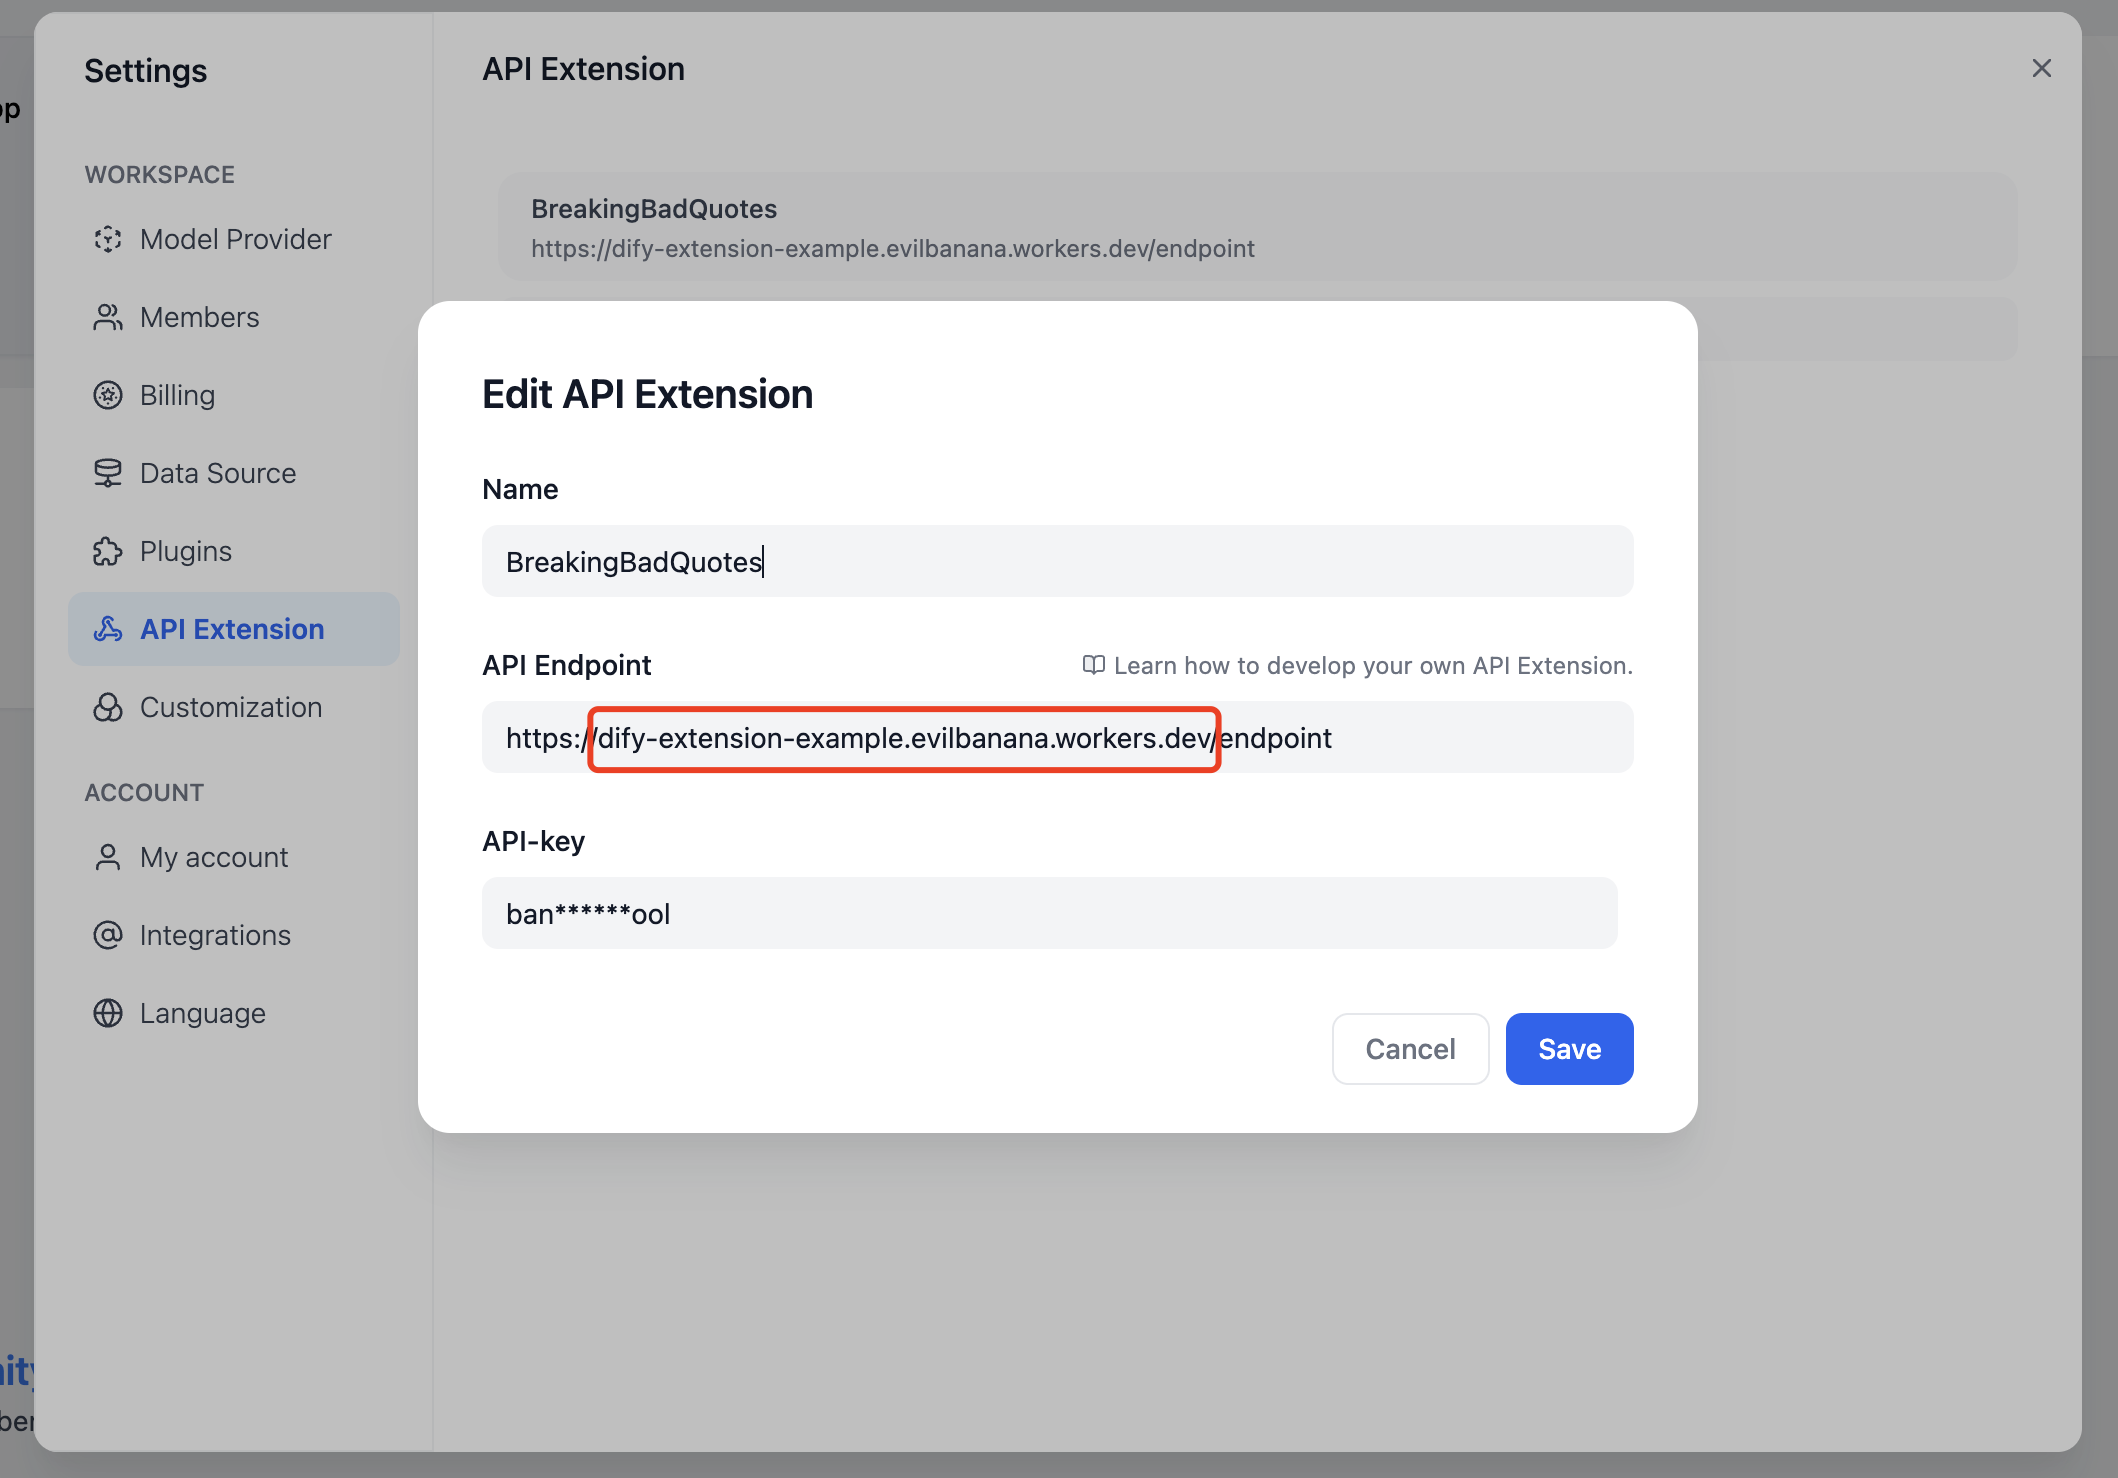 Settings
API Extension
WORKSPACE
Model Provider
Members
Billing
Data Source
Plugins
API Extension
Customization
ACCOUNT
My account
Integrations
Language
BreakingBadQuotes
https://dify-extension-example.evilbanana.workers.dev/endpoint
Edit API Extension
Name
BreakingBadQuotes
API Endpoint
Learn how to develop your own API Extension.
https://dify-extension-example.evilbanana.workers.dev/endpoint
API-key
ban******ool
Cancel
Save